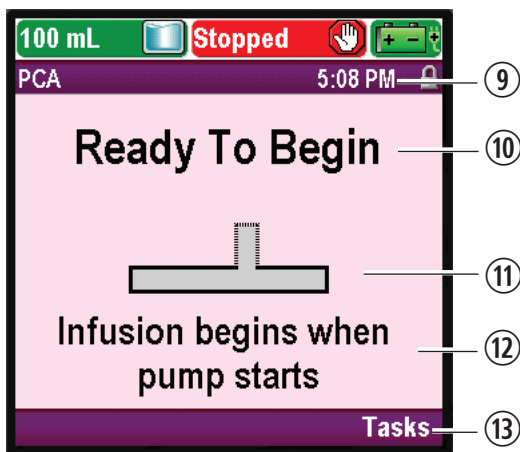 100 mL Stopped + −
PCA 5:08 PM ⑨
Ready To Begin ⑩
⑪
Infusion begins when
pump starts ⑫
Tasks ⑬